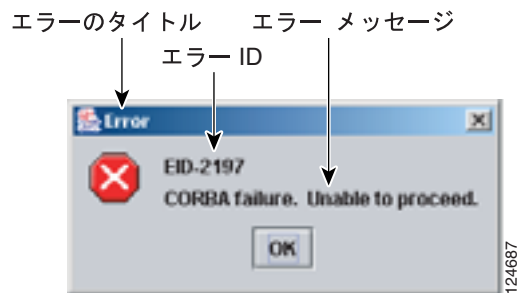 エラーのタイトル エラー メッセージ
エラー ID
Error
EID-2197
CORBA failure. Unable to proceed.
OK
124687